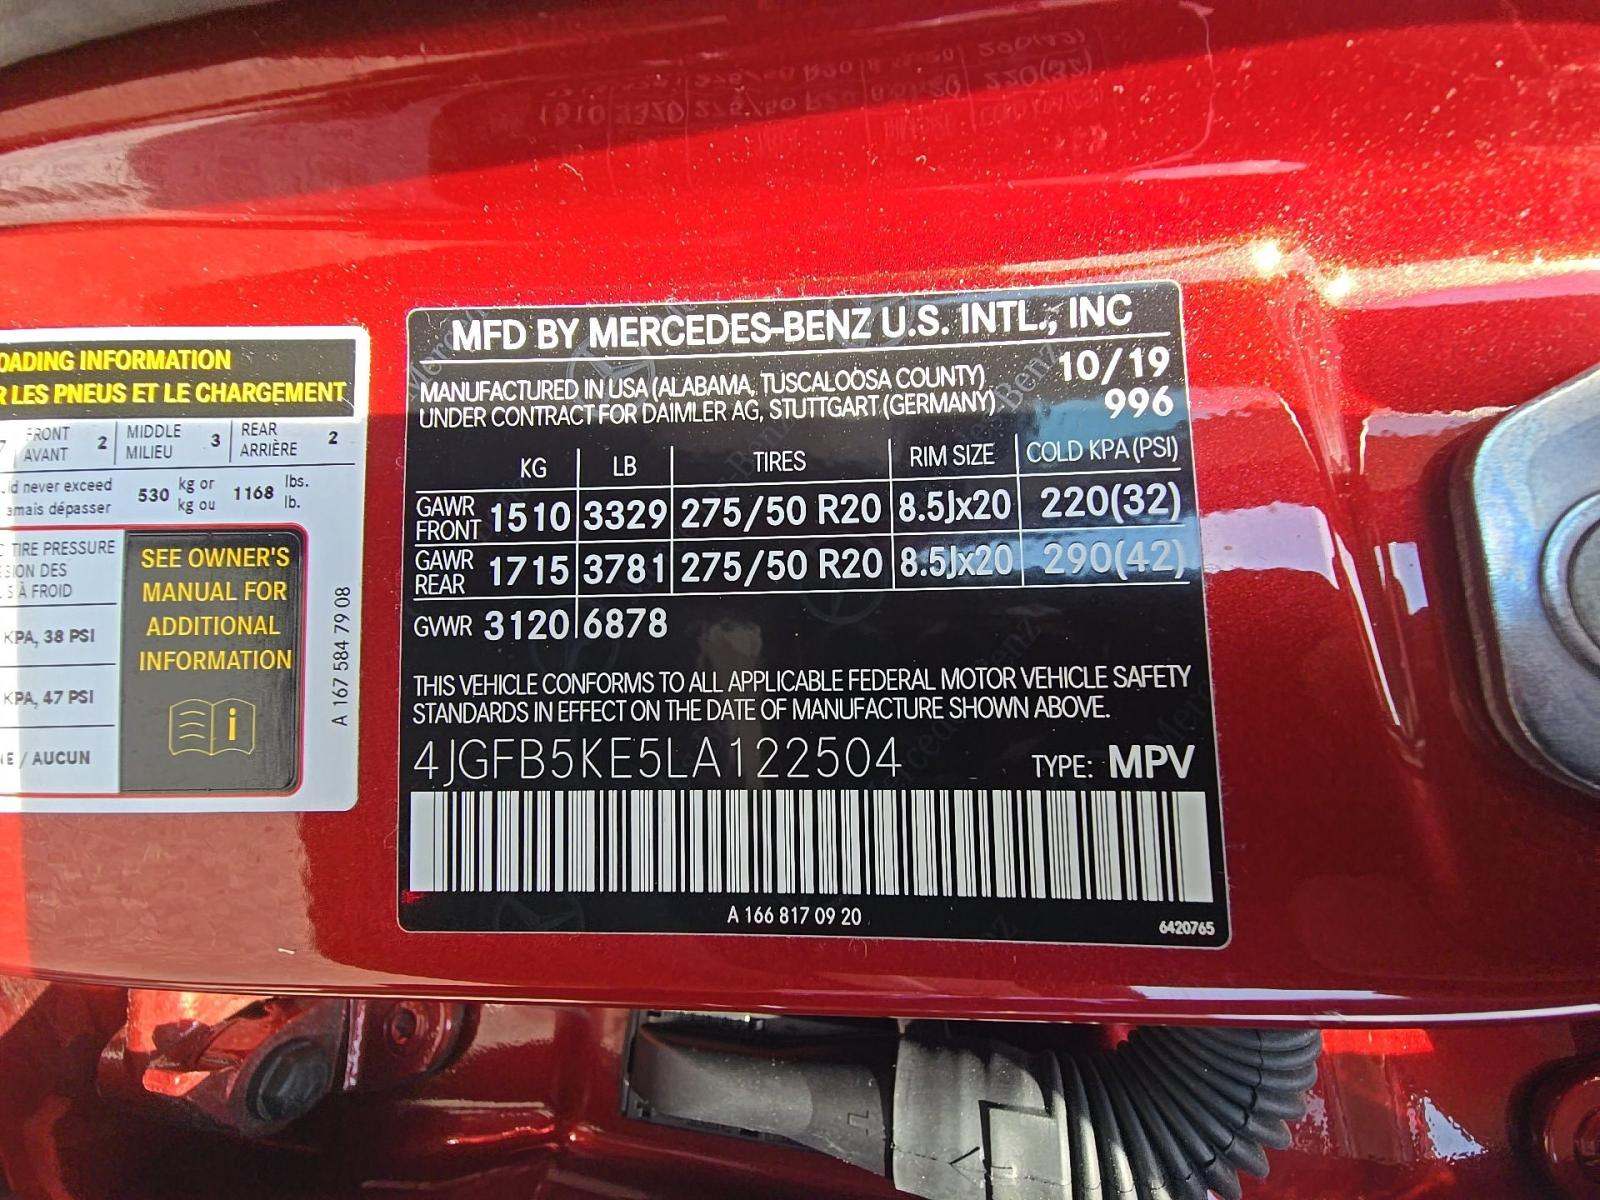 OADING INFORMATION
R LES PNEUS ET LE CHARGEMENT
7 FRONT AVANT 2 MIDDLE MILIEU 3 REAR ARRIÈRE 2
d never exceed
amais dépasser
530 kg or kg ou 1168 lbs. lb.
TIRE PRESSURE
SION DES
S À FROID
KPA, 38 PSI
KPA, 47 PSI
NE / AUCUN
SEE OWNER'S
MANUAL FOR
ADDITIONAL
INFORMATION
i
A 167 584 79 08
MFD BY MERCEDES-BENZ U.S. INTL., INC
MANUFACTURED IN USA (ALABAMA, TUSCALOOSA COUNTY) 10/19
UNDER CONTRACT FOR DAIMLER AG, STUTTGART (GERMANY) 996
KG LB TIRES RIM SIZE COLD KPA (PSI)
GAWR FRONT 1510 3329 275/50 R20 8.5Jx20 220(32)
GAWR REAR 1715 3781 275/50 R20 8.5Jx20 290(42)
GVWR 3120 6878
THIS VEHICLE CONFORMS TO ALL APPLICABLE FEDERAL MOTOR VEHICLE SAFETY
STANDARDS IN EFFECT ON THE DATE OF MANUFACTURE SHOWN ABOVE.
4JGFB5KE5LA122504 TYPE: MPV
A 166 817 09 20
6420765